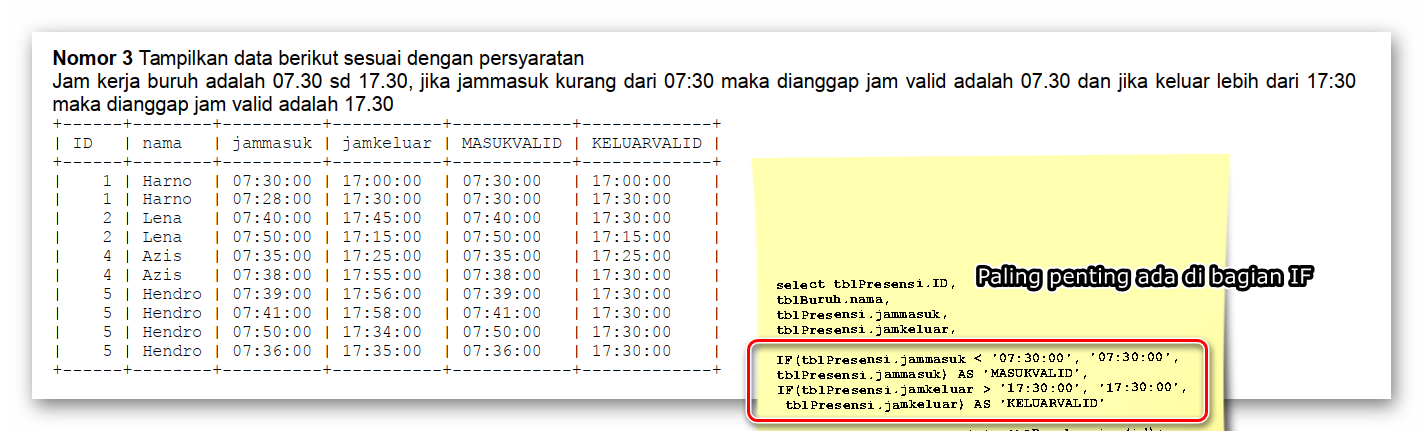 Nomor 3 Tampilkan data berikut sesuai dengan persyaratan
Jam kerja buruh adalah 07.30 sd 17.30, jika jammasuk kurang dari 07:30 maka dianggap jam valid adalah 07.30 dan jika keluar lebih dari 17:30
maka dianggap jam valid adalah 17.30
+------+--------+----------+-----------+------------+-------------+
| ID   | nama   | jammasuk | jamkeluar | MASUKVALID | KELUARVALID |
+------+--------+----------+-----------+------------+-------------+
|    1 | Harno  | 07:30:00 | 17:00:00  | 07:30:00   | 17:00:00    |
|    1 | Harno  | 07:28:00 | 17:30:00  | 07:30:00   | 17:30:00    |
|    2 | Lena   | 07:40:00 | 17:45:00  | 07:40:00   | 17:30:00    |
|    2 | Lena   | 07:50:00 | 17:15:00  | 07:50:00   | 17:15:00    |
|    4 | Azis   | 07:35:00 | 17:25:00  | 07:35:00   | 17:25:00    |
|    4 | Azis   | 07:38:00 | 17:55:00  | 07:38:00   | 17:30:00    |
|    5 | Hendro | 07:39:00 | 17:56:00  | 07:39:00   | 17:30:00    |
|    5 | Hendro | 07:41:00 | 17:58:00  | 07:41:00   | 17:30:00    |
|    5 | Hendro | 07:50:00 | 17:34:00  | 07:50:00   | 17:30:00    |
|    5 | Hendro | 07:36:00 | 17:35:00  | 07:36:00   | 17:30:00    |
+------+--------+----------+-----------+------------+-------------+
Paling penting ada di bagian IF
select tblPresensi.ID,
tblBuruh.nama,
tblPresensi.jammasuk,
tblPresensi.jamkeluar,
IF(tblPresensi.jammasuk < '07:30:00', '07:30:00',
tblPresensi.jammasuk) AS 'MASUKVALID',
IF(tblPresensi.jamkeluar > '17:30:00', '17:30:00',
tblPresensi.jamkeluar) AS 'KELUARVALID'